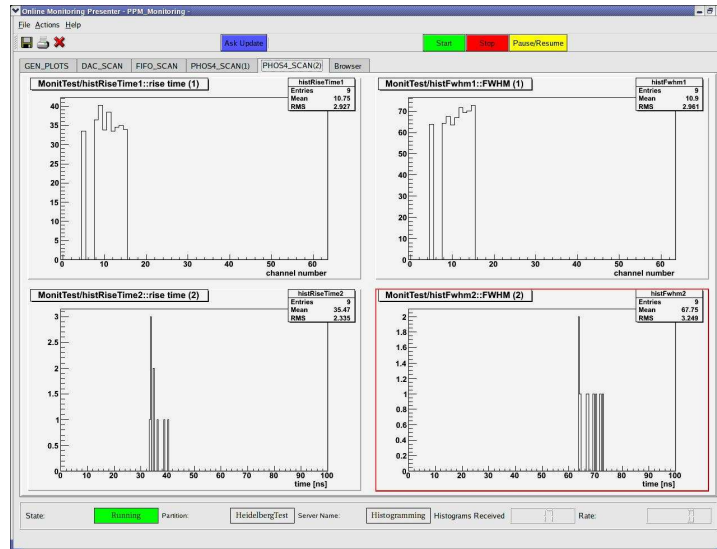 Online Monitoring Presenter - PPM_Monitoring -
File Actions Help
Ask Update
Start
Stop
Pause/Resume
GEN_PLOTS
DAC_SCAN
FIFO_SCAN
PHOS4_SCAN(1)
PHOS4_SCAN(2)
Browser
MonitTest/histRiseTime1::rise time (1)
histRiseTime1
Entries 9
Mean 10.75
RMS 2.927
40
35
30
25
20
15
10
5
0
0 10 20 30 40 50 60
channel number
MonitTest/histFwhm1::FWHM (1)
histFwhm1
Entries 9
Mean 10.9
RMS 2.961
70
60
50
40
30
20
10
0
0 10 20 30 40 50 60
channel number
MonitTest/histRiseTime2::rise time (2)
histRiseTime2
Entries 9
Mean 35.47
RMS 2.335
3
2.5
2
1.5
1
0.5
0
0 10 20 30 40 50 60 70 80 90 100
time [ns]
MonitTest/histFwhm2::FWHM (2)
histFwhm2
Entries 9
Mean 67.75
RMS 3.249
2
1.8
1.6
1.4
1.2
1
0.8
0.6
0.4
0.2
0
0 10 20 30 40 50 60 70 80 90 100
time [ns]
State: Running Partition: HeidelbergTest Server Name: Histogramming Histograms Received Rate: